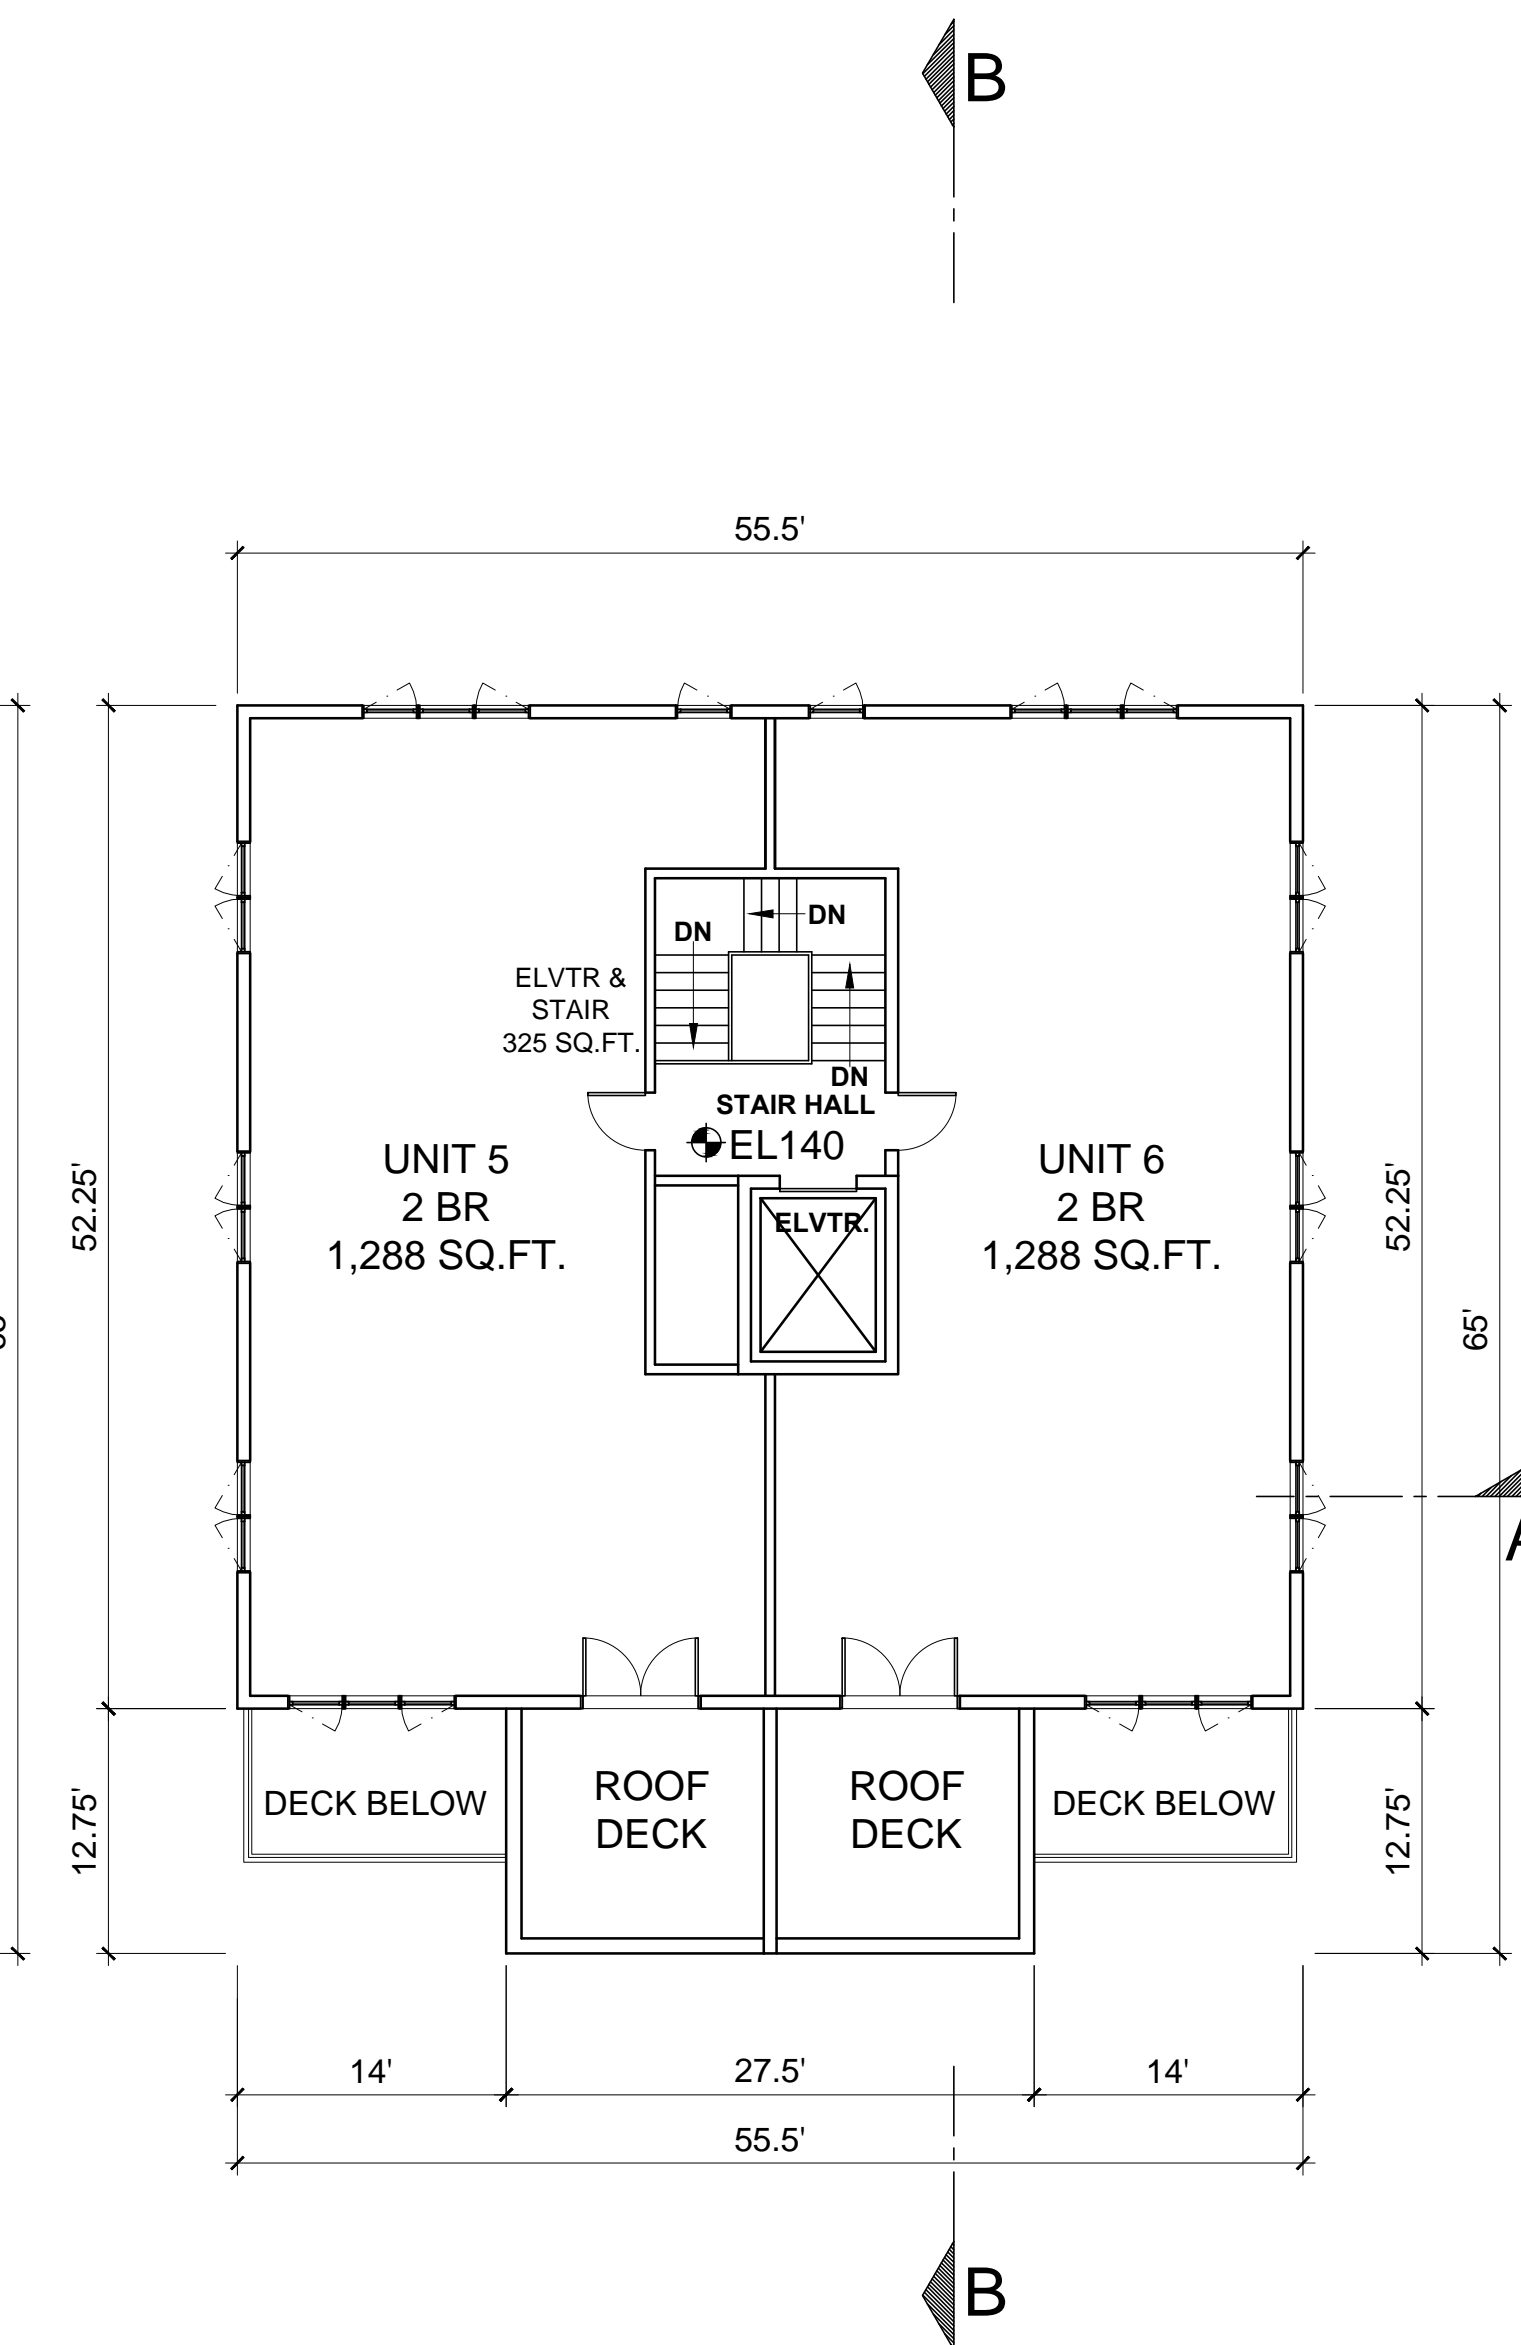 B
55.5'
DN
DN
ELVTR &
STAIR
325 SQ.FT.
DN
STAIR HALL
EL140
UNIT 5
2 BR
1,288 SQ.FT.
UNIT 6
2 BR
1,288 SQ.FT.
ELVTR.
52.25'
52.25'
65'
A
ROOF
DECK
ROOF
DECK
DECK BELOW
DECK BELOW
12.75'
12.75'
14'
27.5'
14'
55.5'
B